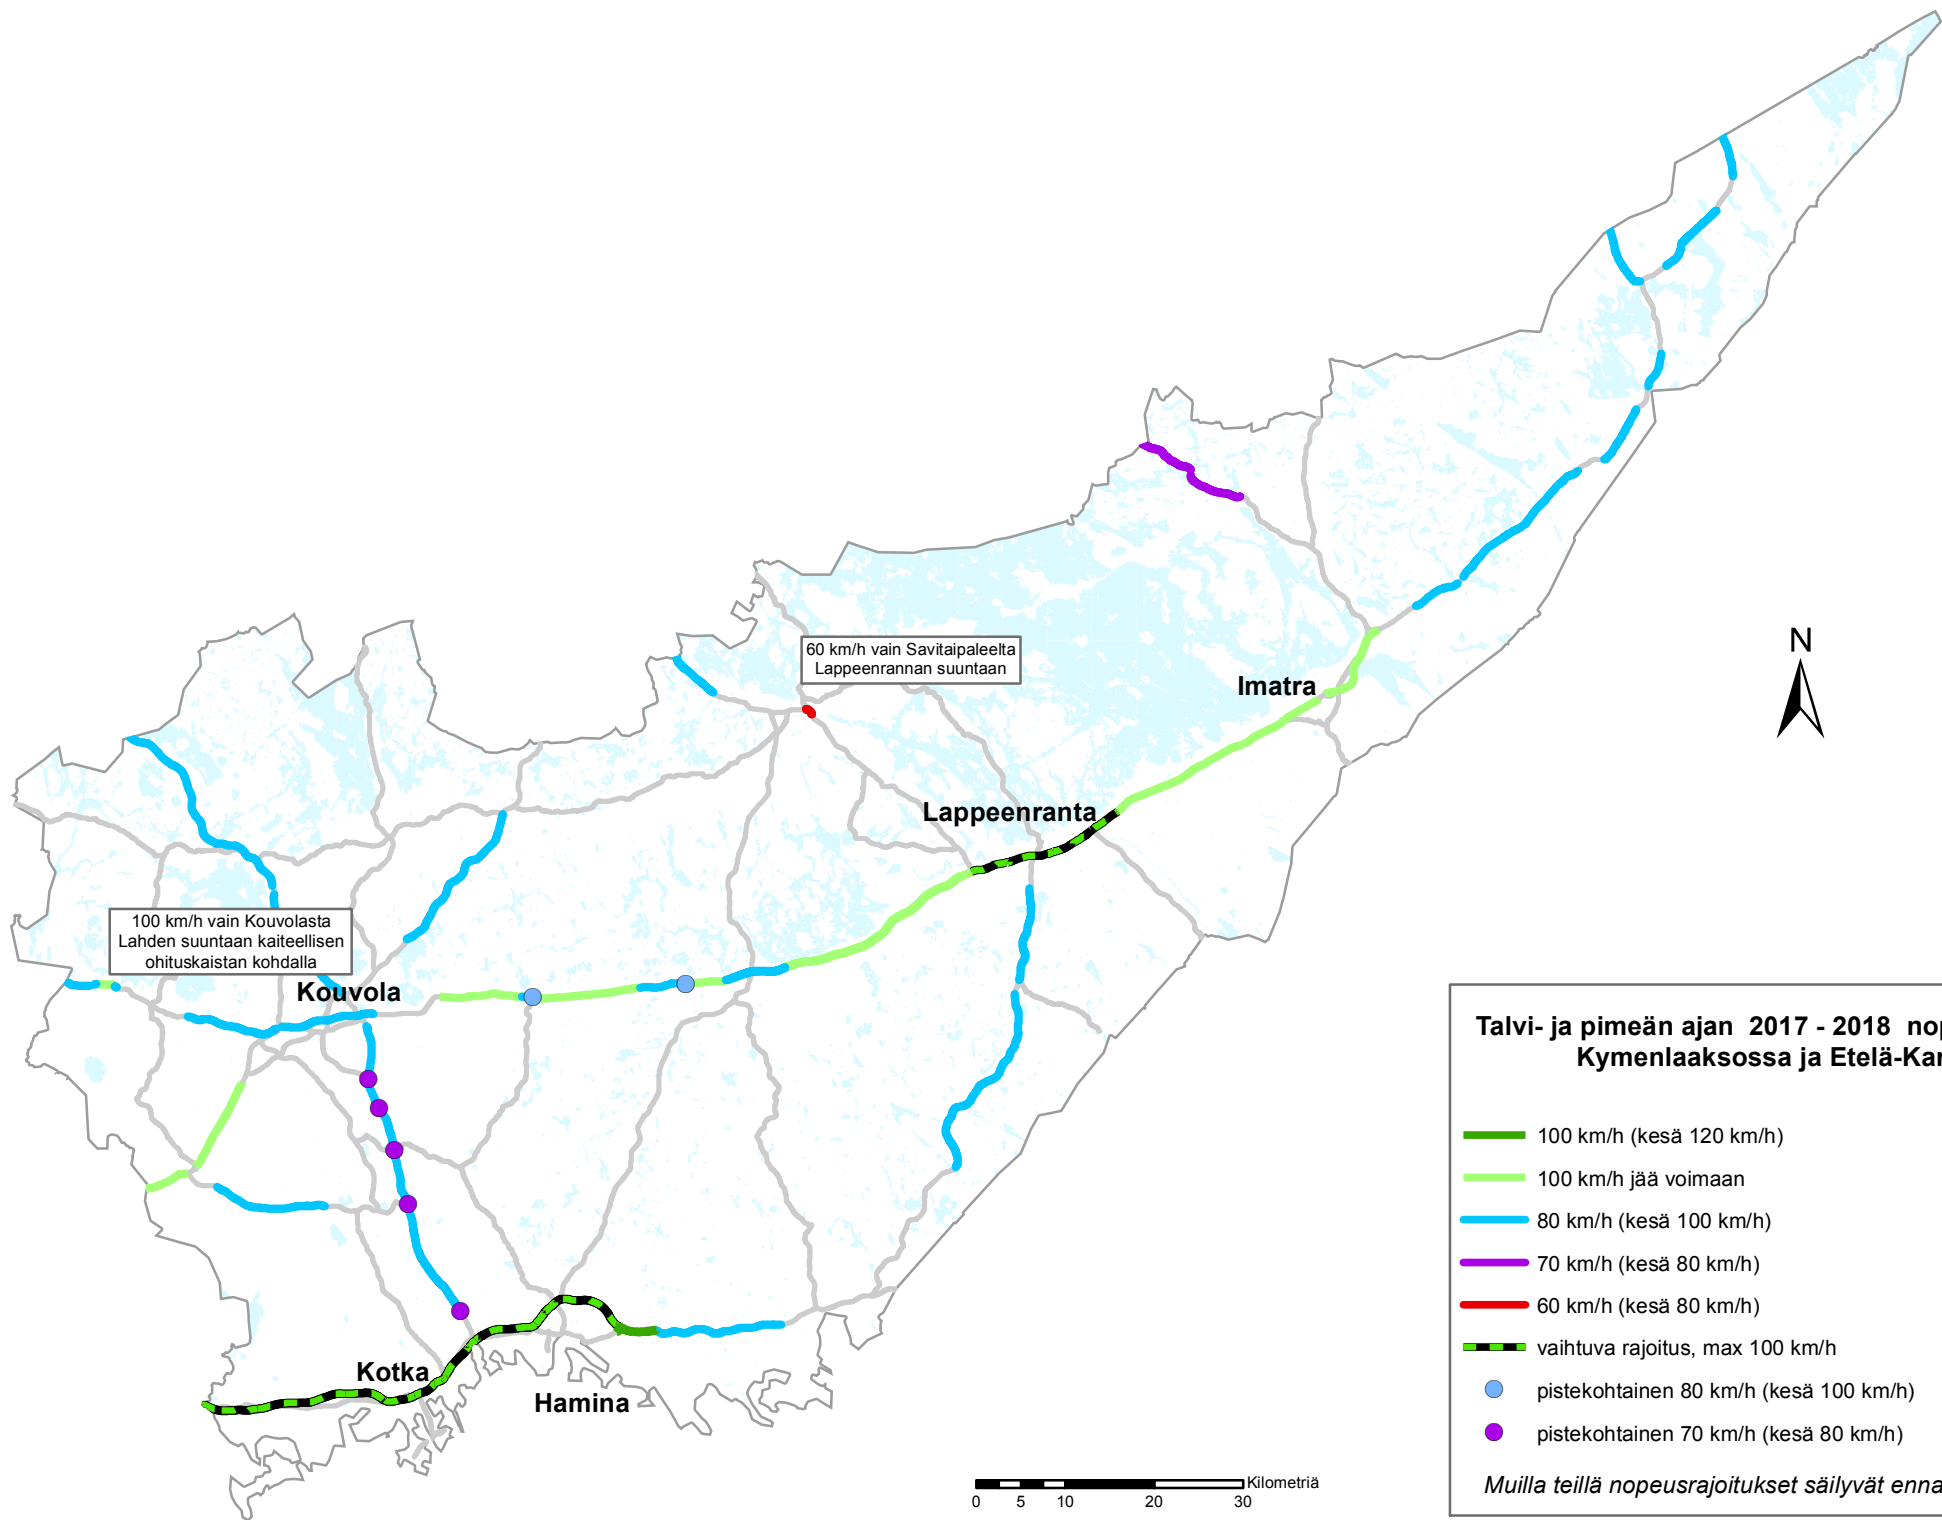 60 km/h vain Savitaipaleelta
Lappeenrannan suuntaan
N
Imatra
Lappeenranta
100 km/h vain Kouvolasta
Lahden suuntaan kaiteellisen
ohituskaistan kohdalla
Kouvola
Kotka
Hamina
Kilometriä
0 5 10 20 30
Talvi- ja pimeän ajan 2017 - 2018
Kymenlaaksossa ja
100 km/h (kesä 120 km/h)
100 km/h jää voimaan
80 km/h (kesä 100 km/h)
70 km/h (kesä 80 km/h)
60 km/h (kesä 80 km/h)
vaihtuva rajoitus, max 100 km/h
pistekohtainen 80 km/h (kesä 100 km/h)
pistekohtainen 70 km/h (kesä 80 km/h)
Muilla teillä nopeusrajoitukset säilyvät